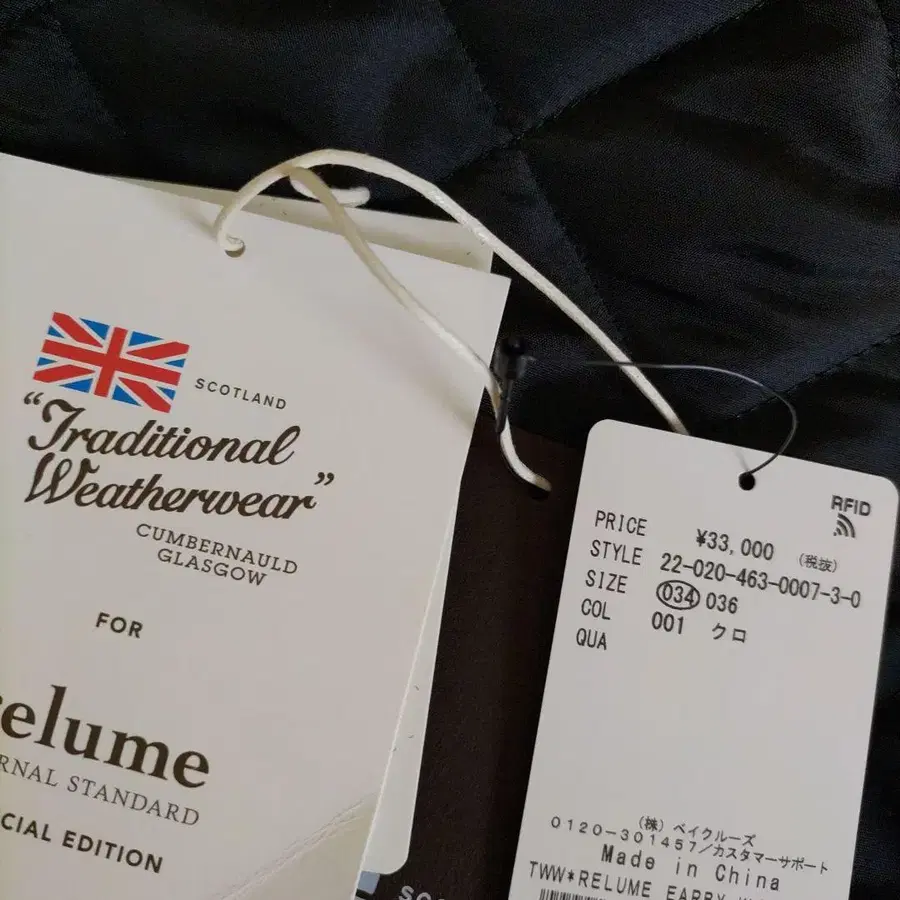 SCOTLAND
"Traditional
Weatherwear"
CUMBERNAULD
GLASGOW
FOR
elume
RNAL STANDARD
CIAL EDITION
RFID
PRICE ¥33,000 (税抜)
STYLE 22-020-463-0007-3-0
SIZE 034 036
COL 001 クロ
QUA
(株)ベイクルーズ
0120-301457/カスタマーサポート
Made in China
TWW*RELUME EARBY